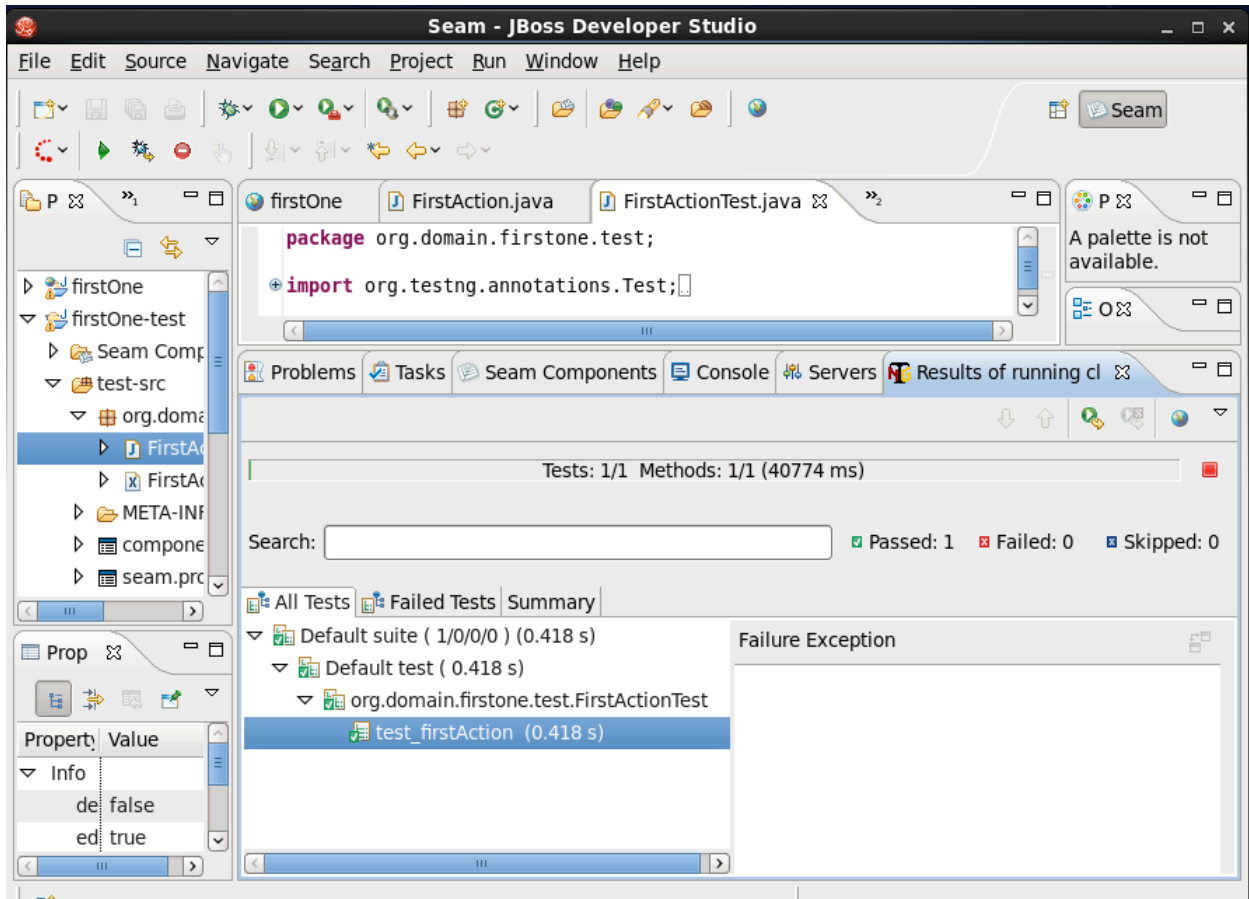 Seam - JBoss Developer Studio
File Edit Source Navigate Search Project Run Window Help
Seam
P »1
firstOne
FirstAction.java
FirstActionTest.java
»2
P
package org.domain.firstone.test;
import org.testng.annotations.Test;
A palette is not
available.
O
firstOne
firstOne-test
Seam Comp
test-src
org.doma
FirstAc
FirstAc
META-INF
compone
seam.pro
Problems Tasks Seam Components Console Servers Results of running cl
Tests: 1/1 Methods: 1/1 (40774 ms)
Search: Passed: 1 Failed: 0 Skipped: 0
All Tests Failed Tests Summary
Default suite ( 1/0/0/0 ) (0.418 s)
Default test ( 0.418 s)
org.domain.firstone.test.FirstActionTest
test_firstAction (0.418 s)
Failure Exception
Prop
Property Value
Info
de false
ed true